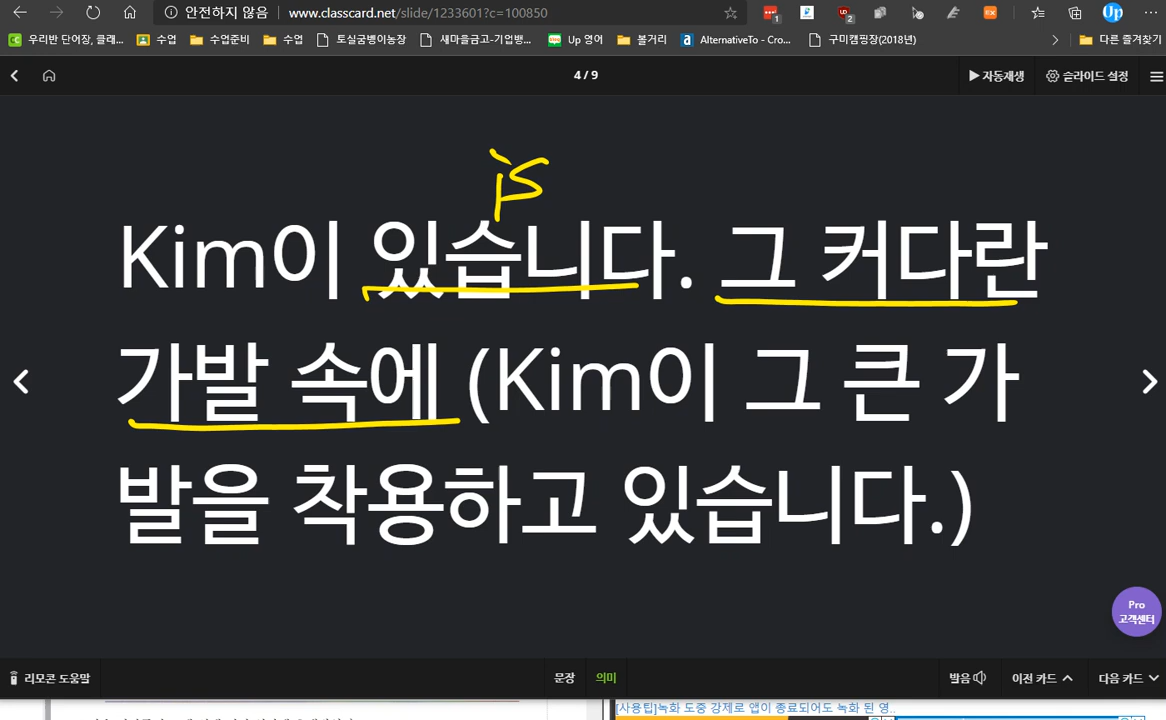 안전하지 않음 www.classcard.net/slide/1233601?c=100850
우리반 단어장, 클래... 수업 수업준비 수업 토실굼벵이농장 새마을금고-기업뱅... Up 영어 볼거리 AlternativeTo - Cro... 구미캠핑장(2018년) 다른 즐겨찾기
4 / 9 자동재생 슬라이드 설정
is
Kim이 있습니다. 그 커다란
가발 속에 (Kim이 그 큰 가
발을 착용하고 있습니다.)
Pro
고객센터
리모콘 도움말 문장 의미 발음 이전 카드 다음 카드
[사용팁]녹화 도중 강제로 앱이 종료되어도 녹화 된 영..